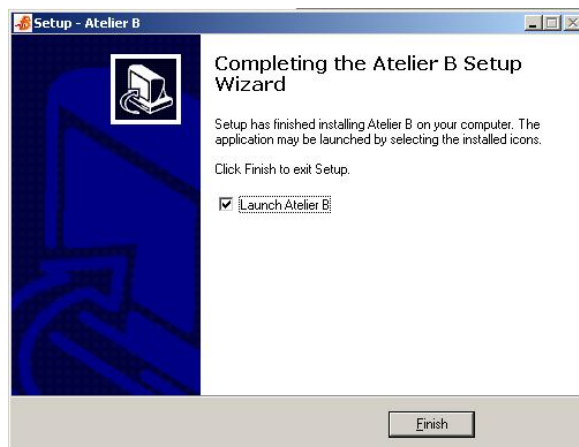 Setup - Atelier B
Completing the Atelier B Setup
Wizard
Setup has finished installing Atelier B on your computer. The
application may be launched by selecting the installed icons.
Click Finish to exit Setup.
Launch Atelier B
Finish